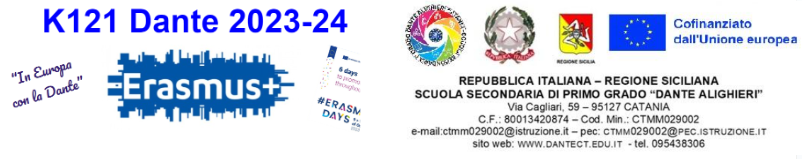 K121 Dante 2023-24
"In Europa
con la Dante"
Erasmus+
6 days
#ERASM
DAYS
REGIONE SICILIA
Cofinanziato
dall'Unione europea
REPUBBLICA ITALIANA – REGIONE SICILIANA
SCUOLA SECONDARIA DI PRIMO GRADO "DANTE ALIGHIERI"
Via Cagliari, 59 – 95127 CATANIA
C.F.: 80013420874 – Cod. Min.: CTMM029002
e-mail:ctmm029002@istruzione.it – pec: CTMM029002@PEC.ISTRUZIONE.IT
sito web: WWW.DANTECT.EDU.IT - tel. 095438306